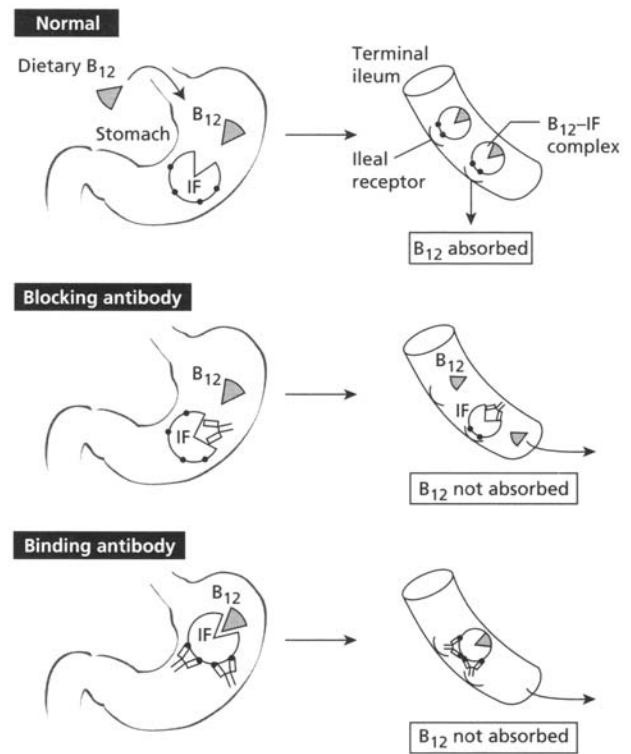 Normal
Dietary B12
B12
Stomach
IF
Terminal
ileum
Ileal
receptor
B12–IF
complex
B12 absorbed
Blocking antibody
B12
IF
B12
IF
B12 not absorbed
Binding antibody
B12
IF
B12 not absorbed